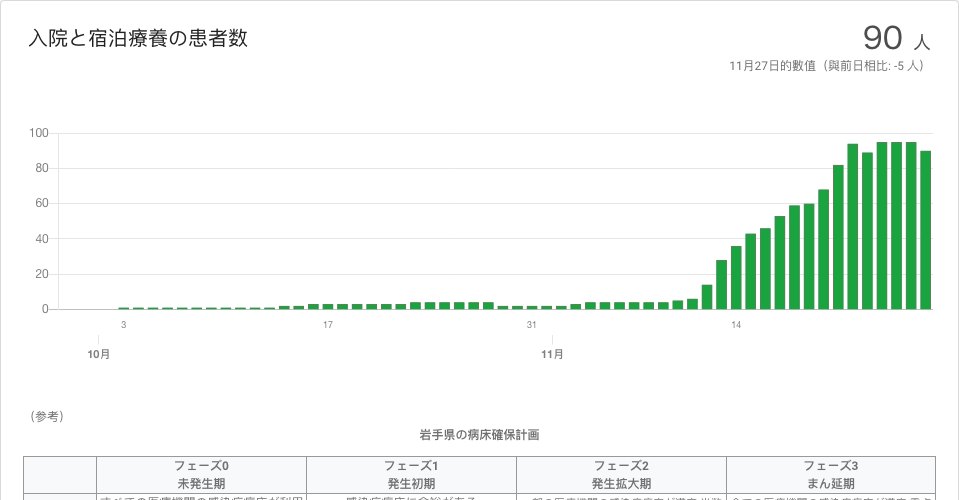 入院と宿泊療養の患者数
90 人
11月27日的數值（與前日相比: -5 人）
100
80
60
40
20
0
3 17 31 14
10月 11月
(参考)
岩手県の病床確保計画
フェーズ0 フェーズ1 フェーズ2 フェーズ3
未発生期 発生初期 発生拡大期 まん延期